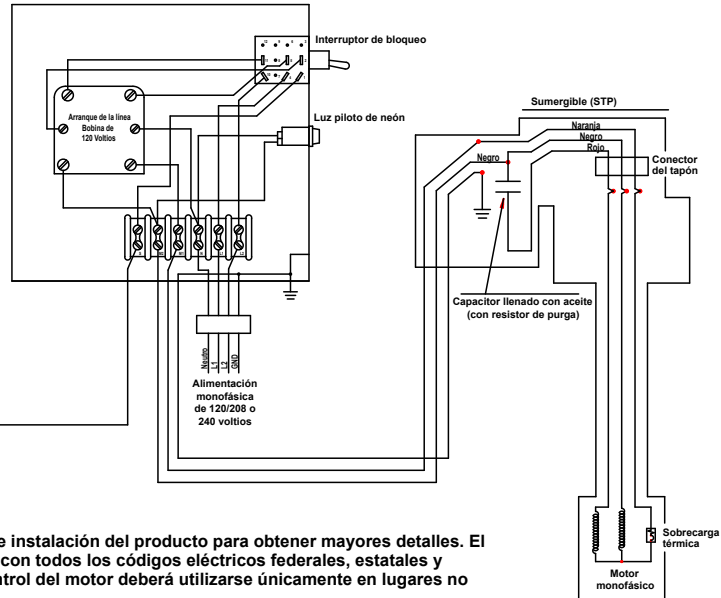 Interruptor de bloqueo
Arranque de la línea
Bobina de
120 Voltios
Luz piloto de neón
Sumergible (STP)
Naranja
Negro
Rojo
Negro
Conector
del tapón
Capacitor llenado con aceite
(con resistor de purga)
Neutro
L1
L2
GND
Alimentación
monofásica
de 120/208 o
240 voltios
Sobrecarga
térmica
Motor
monofásico
e instalación del producto para obtener mayores detalles. El
con todos los códigos eléctricos federales, estatales y
ntrol del motor deberá utilizarse únicamente en lugares no